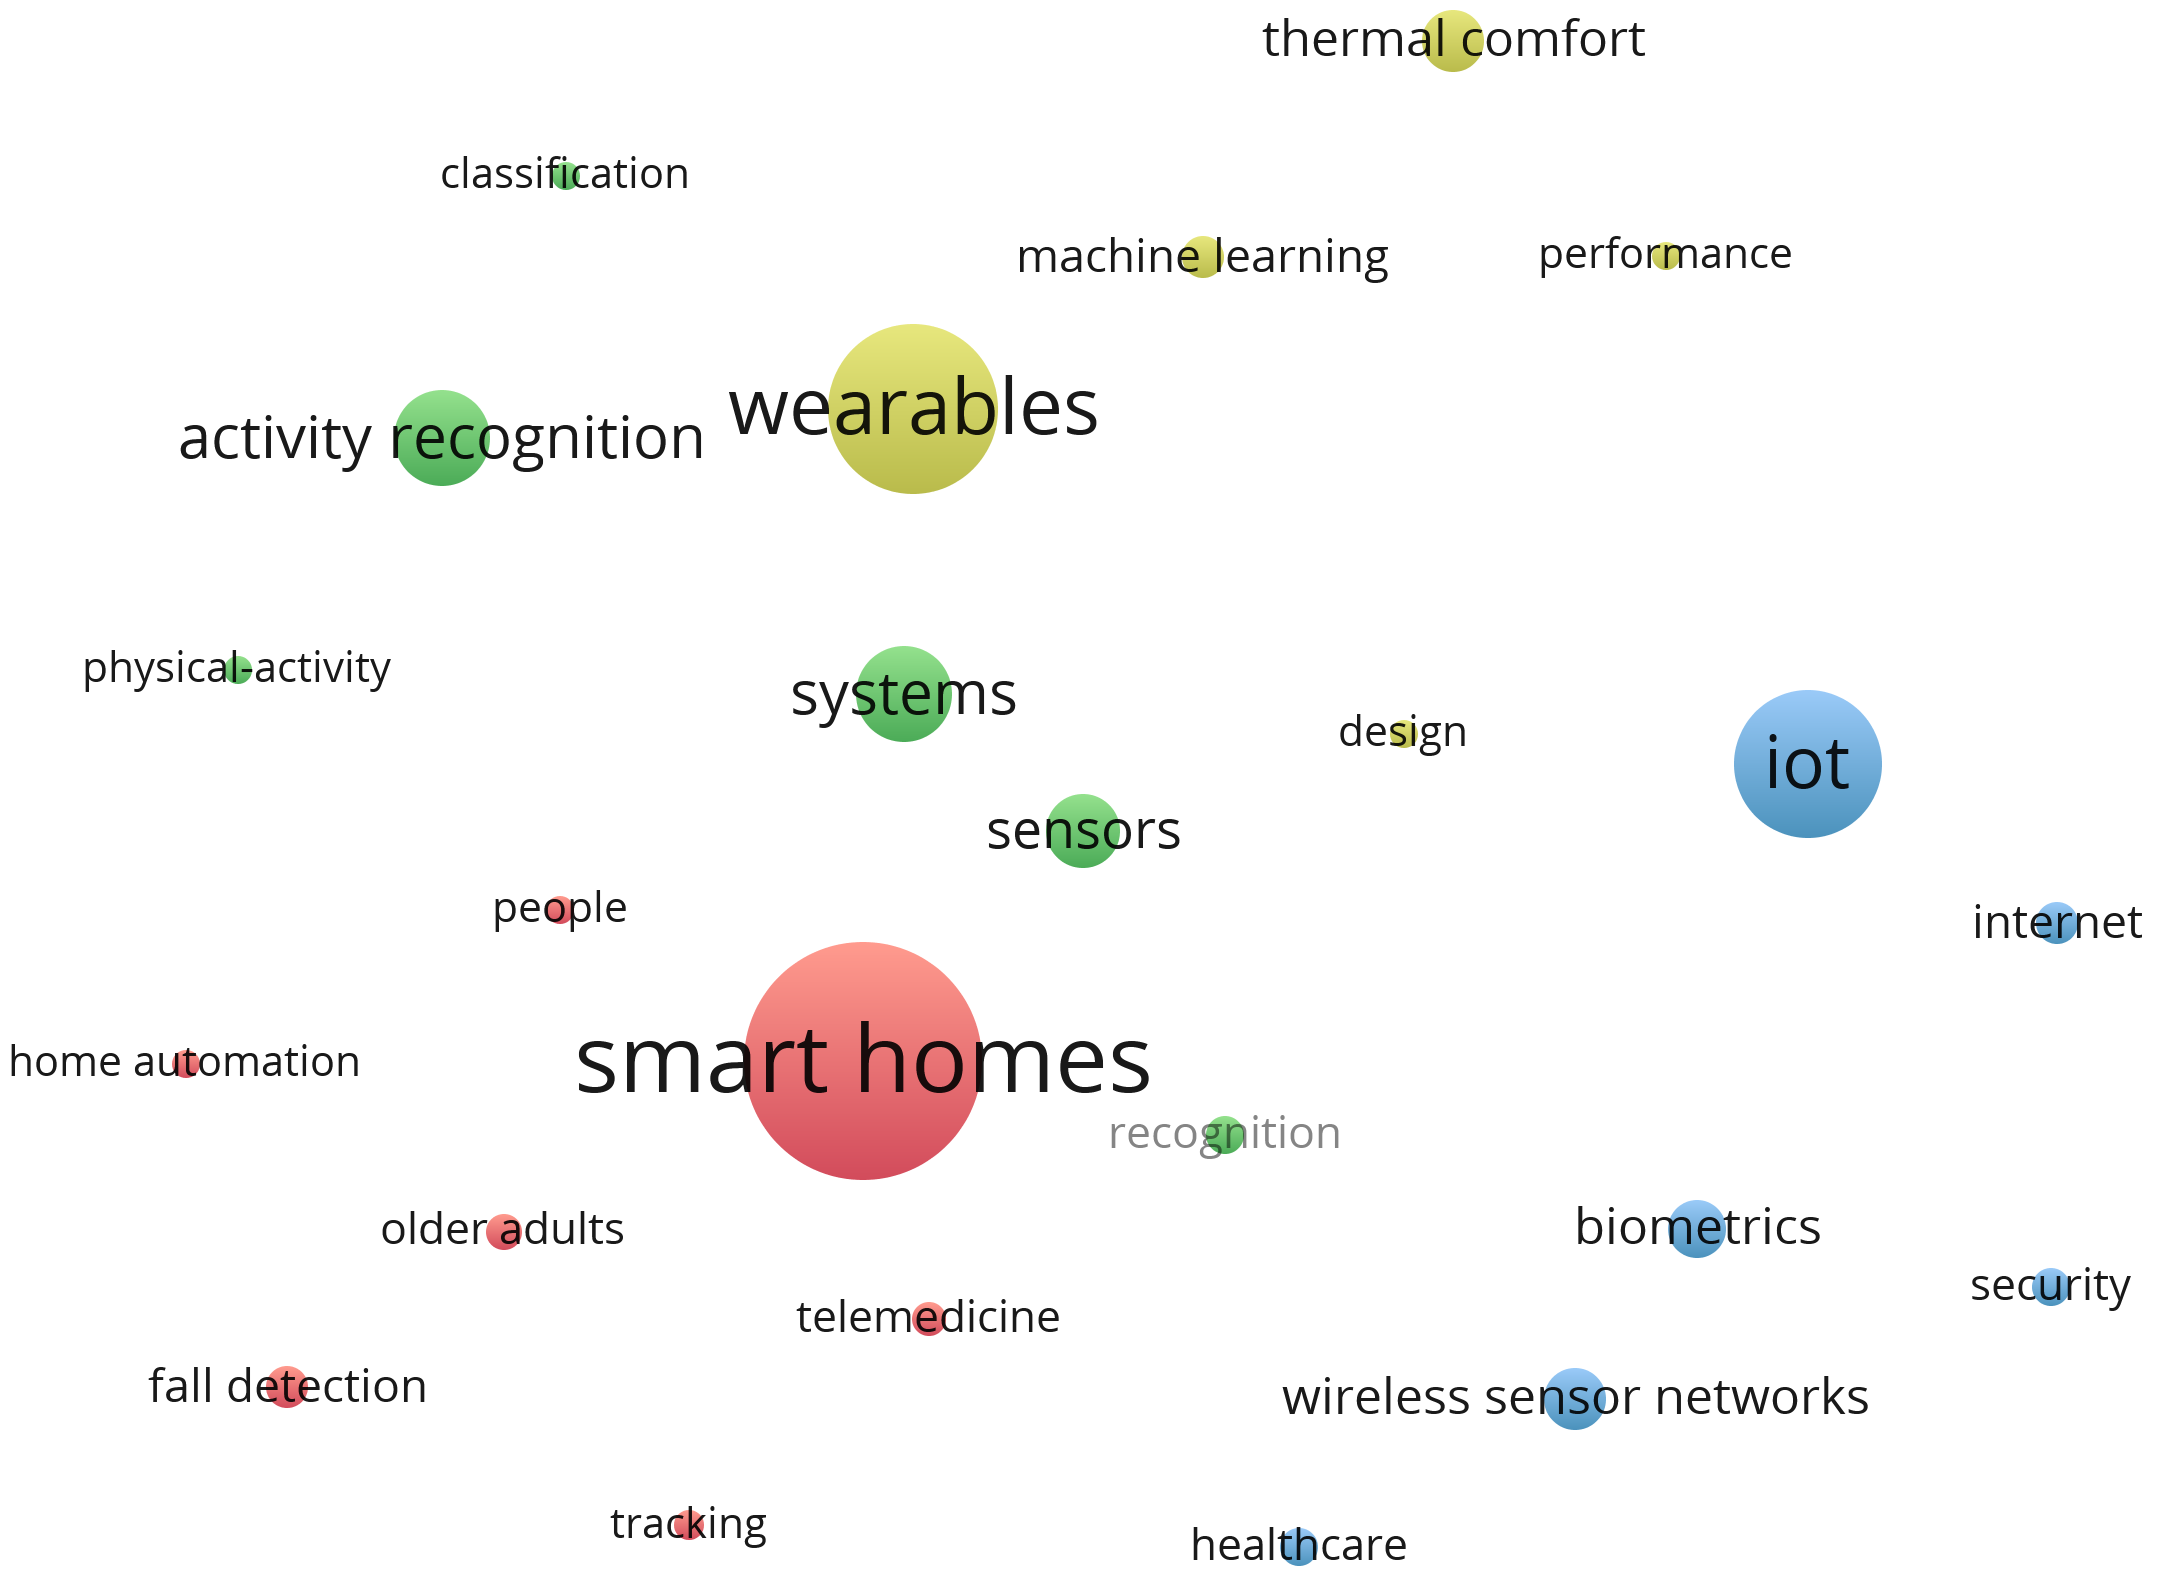 thermal comfort
classification
machine learning
performance
wearables
activity recognition
physical-activity
systems
design
iot
sensors
people
internet
smart homes
home automation
recognition
older adults
biometrics
security
telemedicine
fall detection
wireless sensor networks
tracking
healthcare